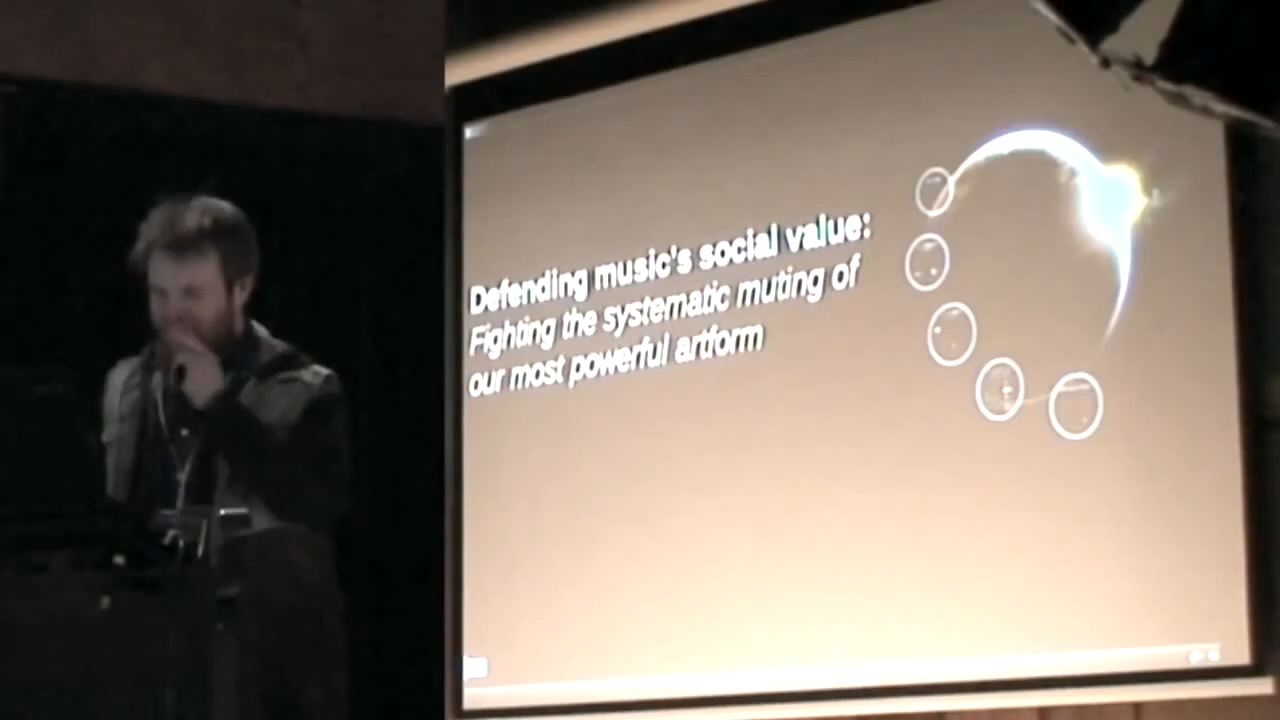 Defending music's social value:
Fighting the systematic muting of
our most powerful artform